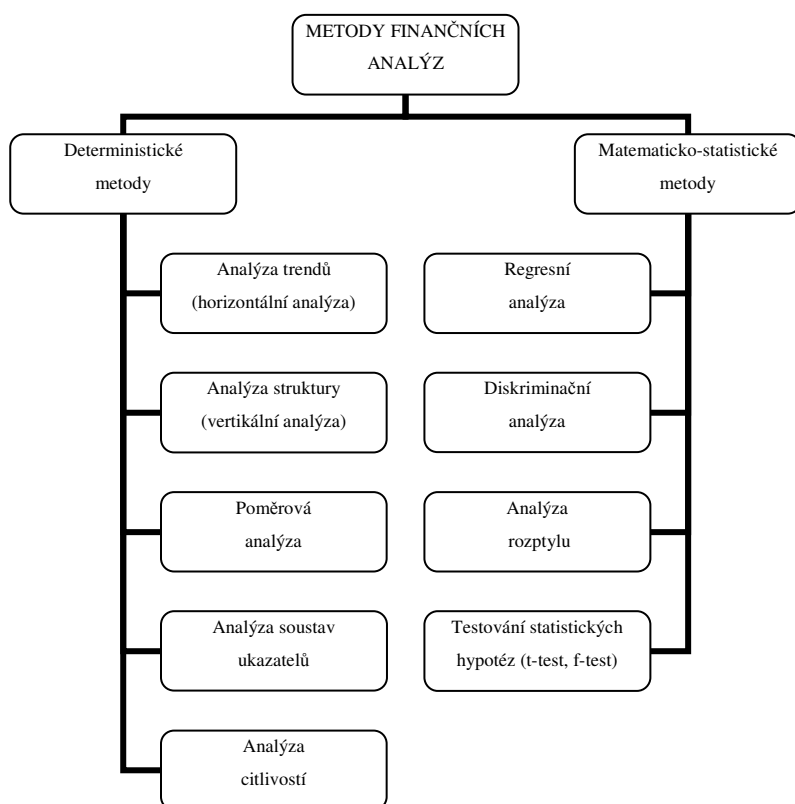 METODY FINANČNÍCH
ANALÝZ
Deterministické
metody
Matematicko-statistické
metody
Analýza trendů
(horizontální analýza)
Regresní
analýza
Analýza struktury
(vertikální analýza)
Diskriminační
analýza
Poměrová
analýza
Analýza
rozptylu
Analýza soustav
ukazatelů
Testování statistických
hypotéz (t-test, f-test)
Analýza
citlivostí